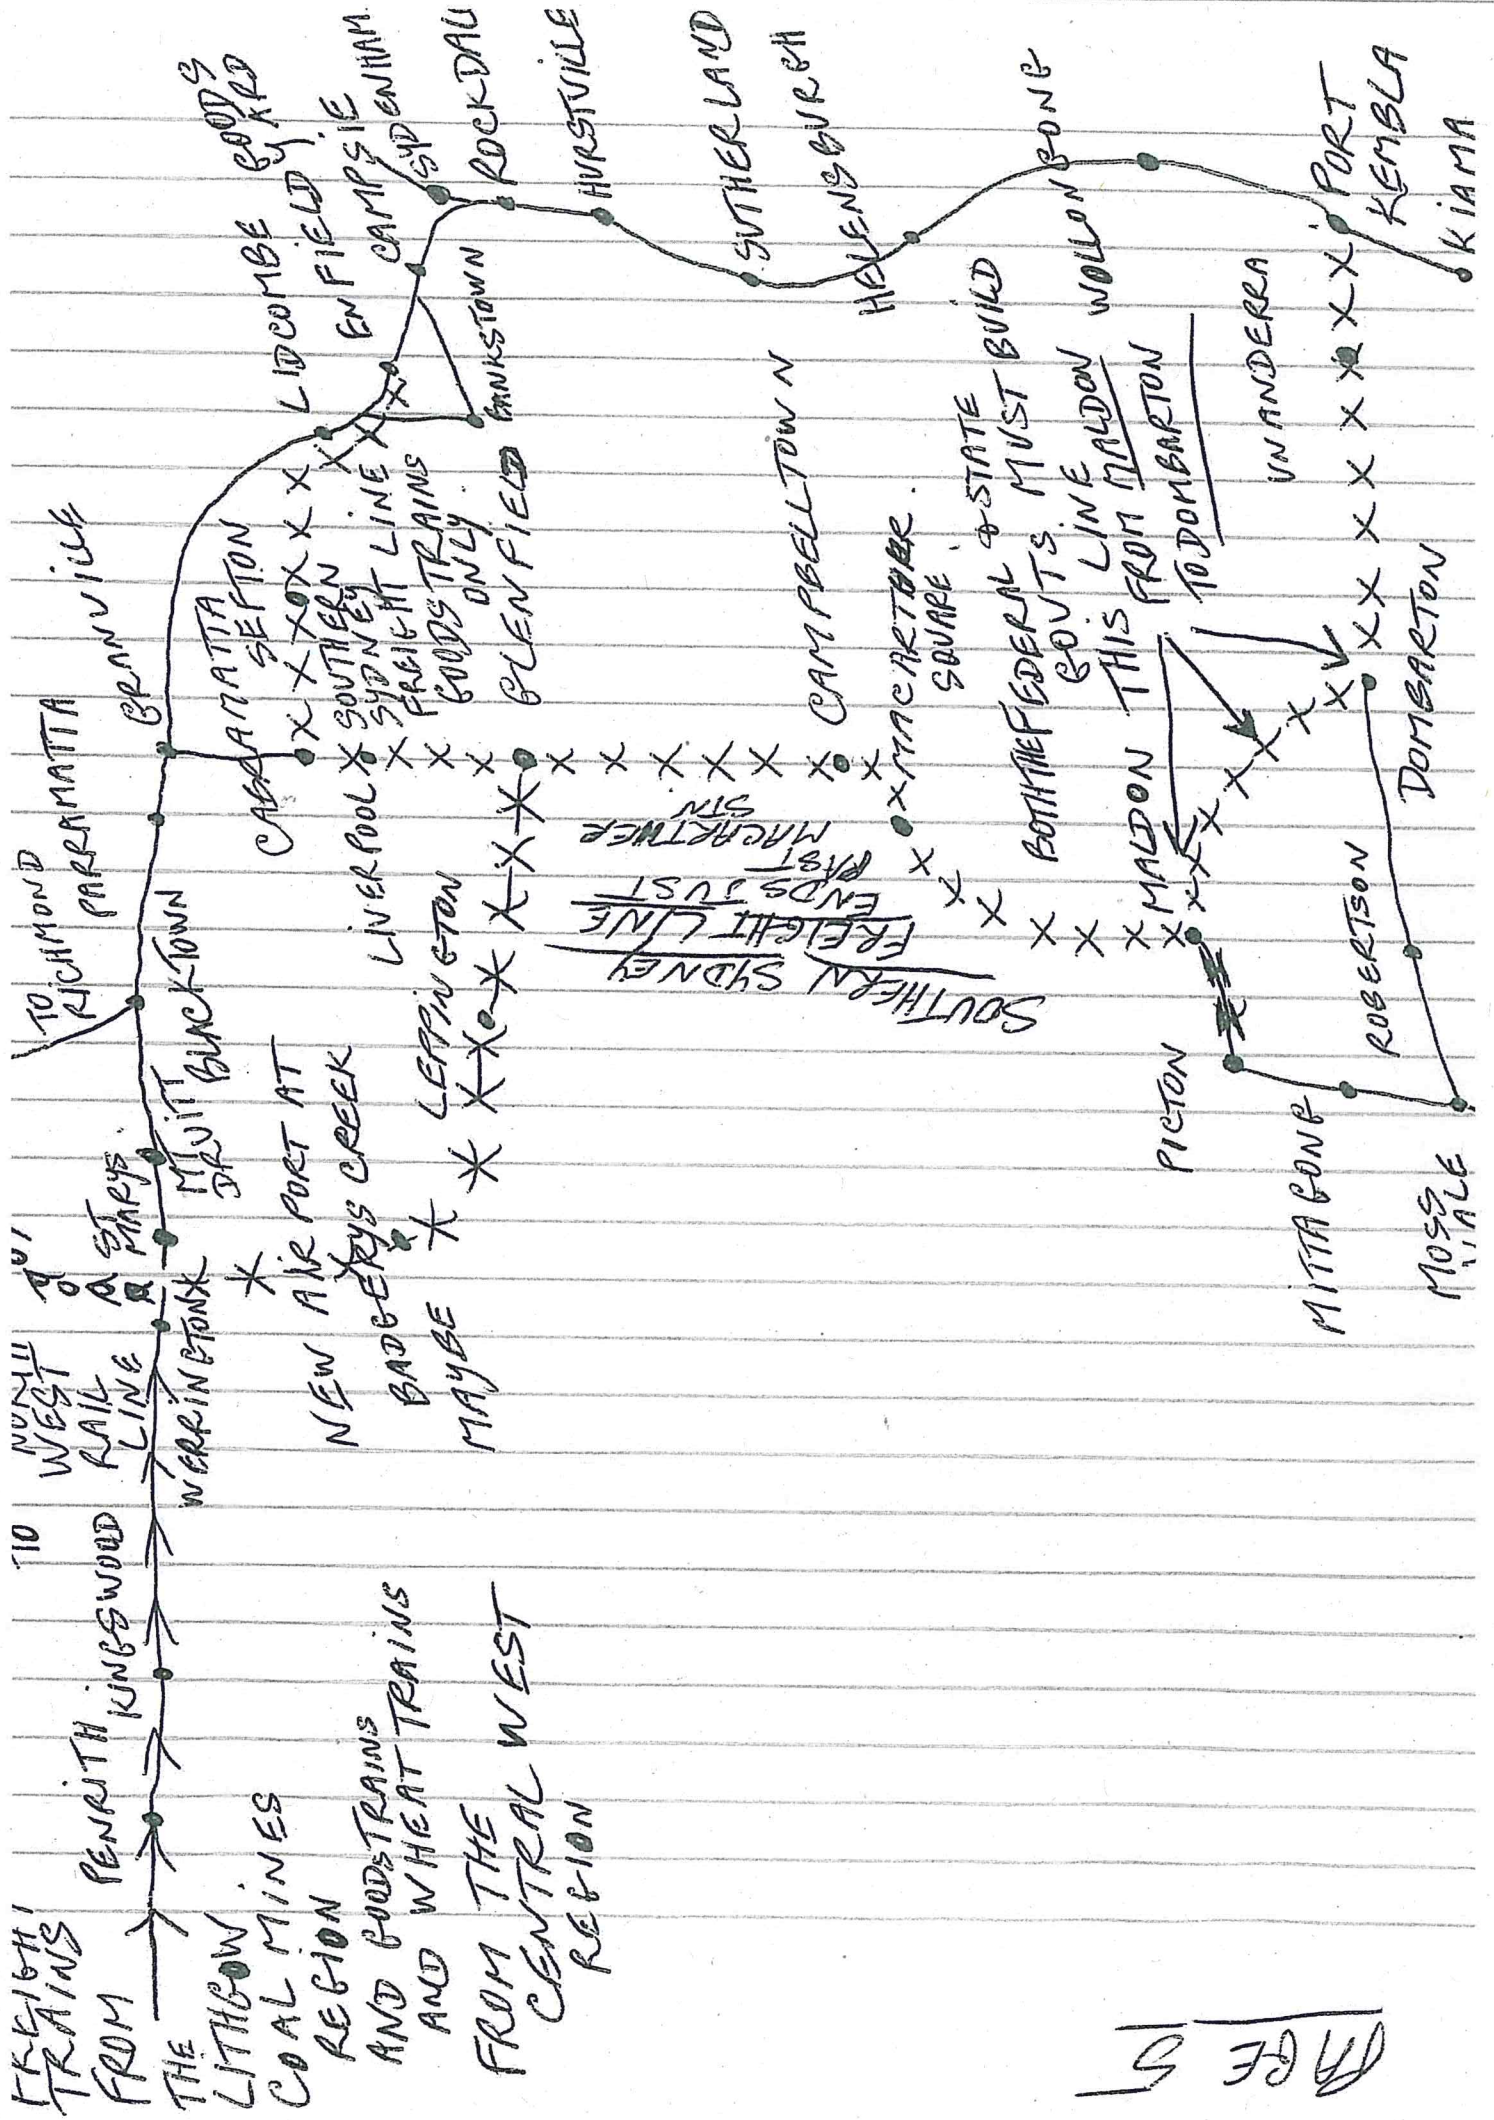 TRAINS
FROM
THE
LITHGOW
COAL MINES
REGION
AND GOODS TRAINS
AND WHEAT TRAINS
FROM THE
CENTRAL WEST
REGION
PENRITH
KINGSWOOD
TO
WEST
RAIL
LINE
WERRINGTON
ST
MARYS
MT
DRUITT
BLACKTOWN
TO
RICHMOND
PARRAMATTA
GRANVILLE
LIDCOMBE
ENFIELD
GOODS
YARD
CAMPSIE
SYDENHAM
ROCKDALE
HURSTVILLE
SUTHERLAND
HELENSBURGH
WOLLONGONG
PORT
KEMBLA
KIAMA
BANKSTOWN
CABRAMATTA
SEFTON
SOUTHERN
SYDNEY
FREIGHT LINE
GOODS TRAINS
ONLY
LIVERPOOL
GLENFIELD
LEPPINGTON
NEW AIRPORT AT
BADGERYS CREEK
MAYBE
CAMPBELLTOWN
MACARTHER
SQUARE
SOUTHERN SYDNEY
FREIGHT LINE
ENDS JUST
PAST
MACARTHER
STN
BOTH THE FEDERAL & STATE
GOVTS MUST BUILD
THIS LINE
FROM MALDON
TO DOMBARTON
MALDON
PICTON
MITTAGONG
MOSS
VALE
ROBERTSON
DOMBARTON
UNANDERRA
PAGE 5